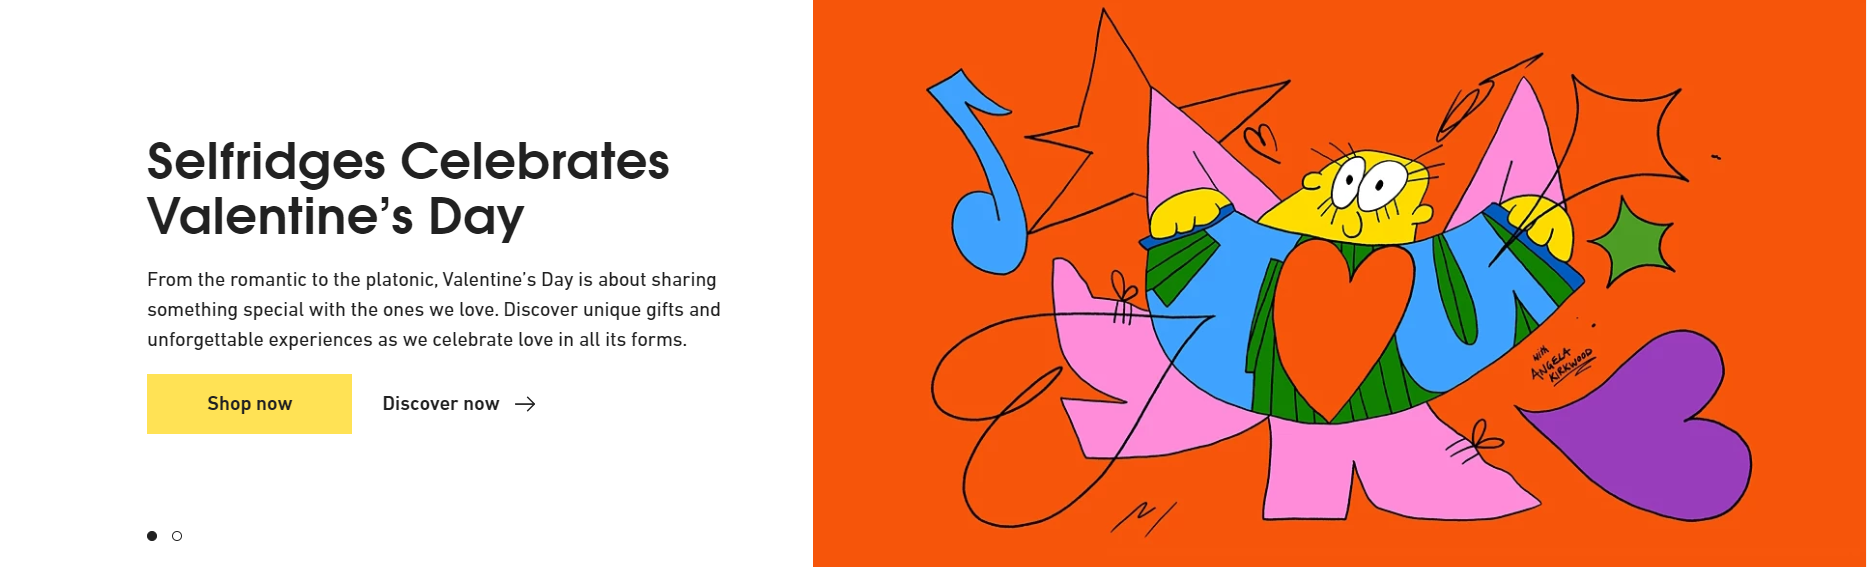 Selfridges Celebrates
Valentine’s Day
From the romantic to the platonic, Valentine’s Day is about sharing
something special with the ones we love. Discover unique gifts and
unforgettable experiences as we celebrate love in all its forms.
Shop now
Discover now
with
ANGELA
KIRKWOOD